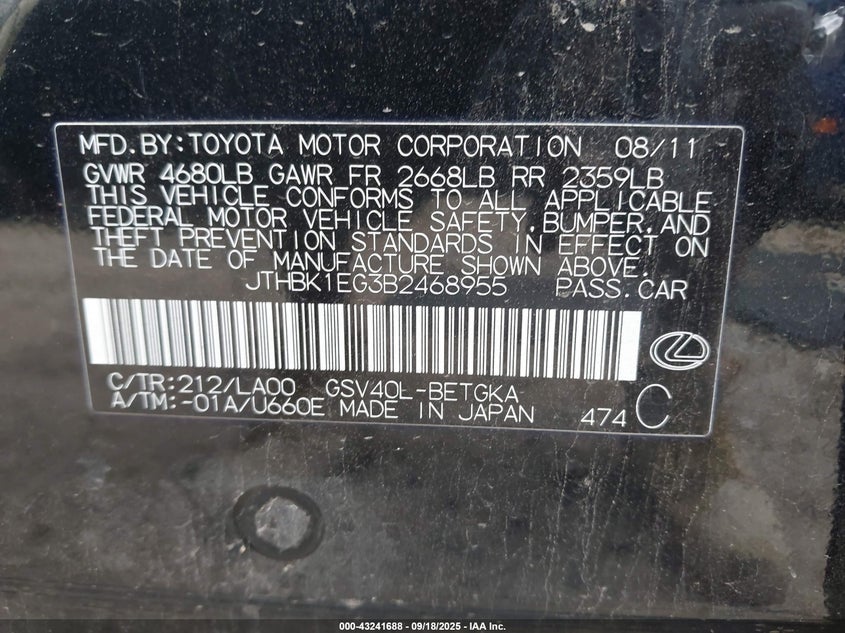 MFD.BY:TOYOTA MOTOR CORPORATION 08/11
GVWR 4680LB GAWR FR 2668LB RR 2359LB
THIS VEHICLE CONFORMS TO ALL APPLICABLE
FEDERAL MOTOR VEHICLE SAFETY,BUMPER,AND
THEFT PREVENTION STANDARDS IN EFFECT ON
THE DATE OF MANUFACTURE SHOWN ABOVE.
JTHBK1EG3B2468955 PASS.CAR
C/TR:212/LA00 GSV40L-BETGKA
A/TM:-01A/U660E MADE IN JAPAN 474 C
000-43241688 - 09/18/2025 - IAA Inc.